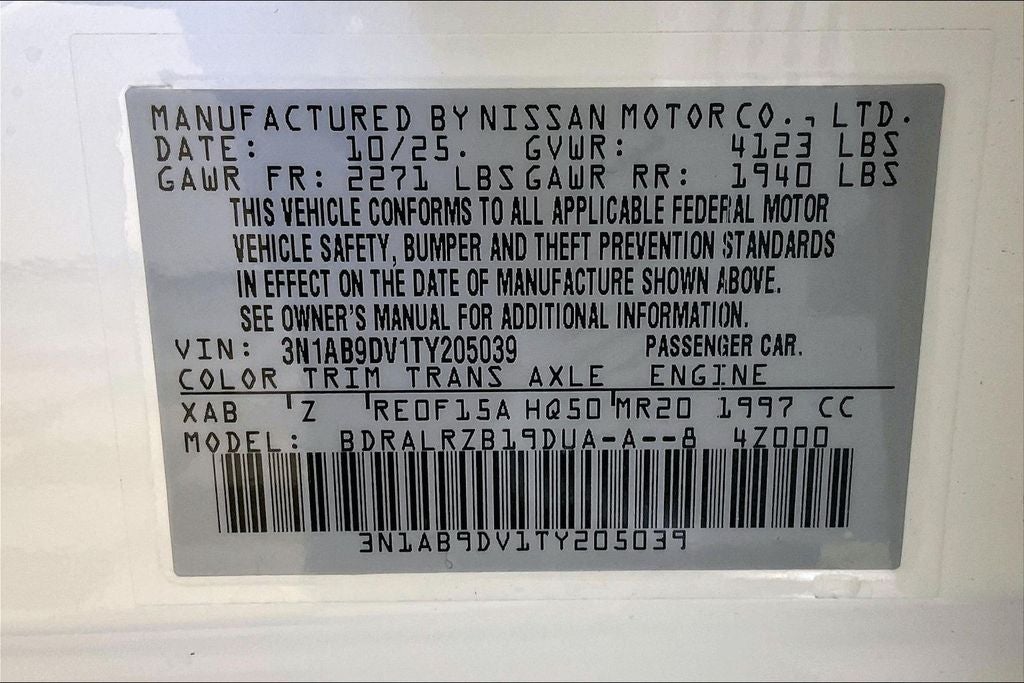 MANUFACTURED BY NISSAN MOTOR CO., LTD.
DATE: 10/25. GVWR: 4123 LBS
GAWR FR: 2271 LBS GAWR RR: 1940 LBS
THIS VEHICLE CONFORMS TO ALL APPLICABLE FEDERAL MOTOR
VEHICLE SAFETY, BUMPER AND THEFT PREVENTION STANDARDS
IN EFFECT ON THE DATE OF MANUFACTURE SHOWN ABOVE.
SEE OWNER'S MANUAL FOR ADDITIONAL INFORMATION.
VIN: 3N1AB9DV1TY205039 PASSENGER CAR.
COLOR TRIM TRANS AXLE ENGINE
XAB Z RE0F15A HQ50 MR20 1997 CC
MODEL: BDRALRZB19DUA-A--8 4Z000
3N1AB9DV1TY205039